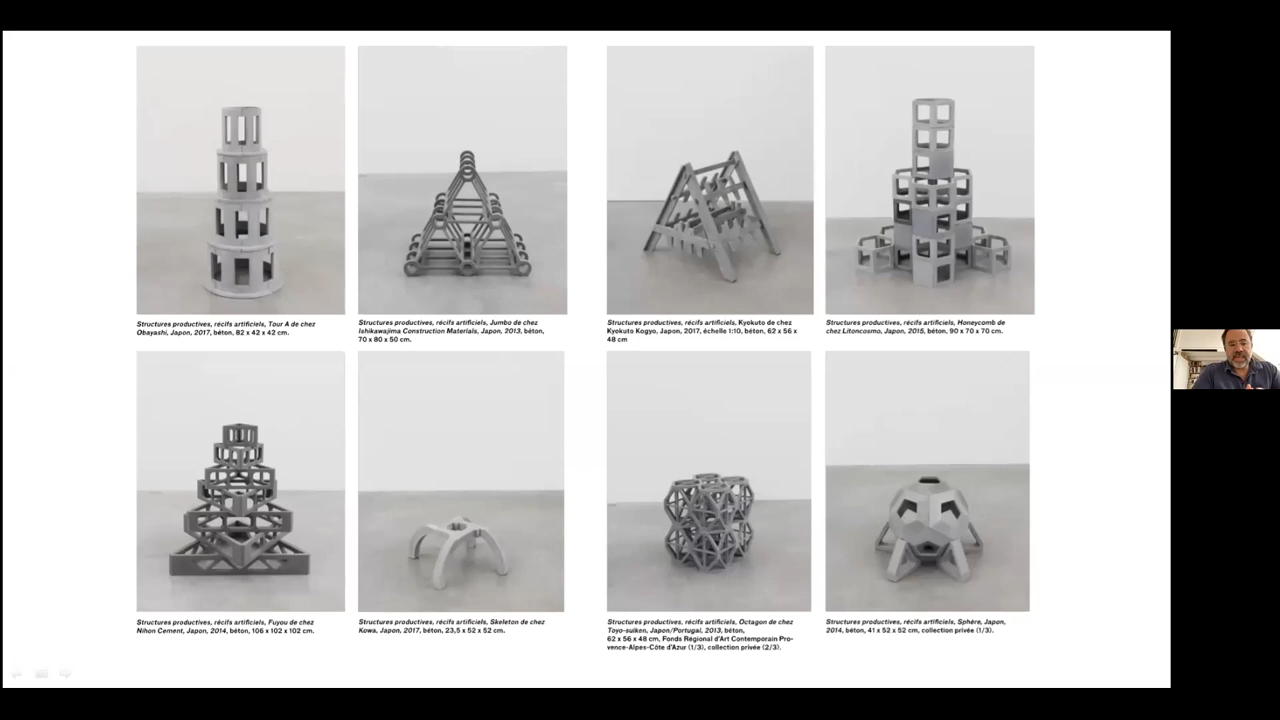 Structures productives, récifs artificiels, Tour A de chez
Obayashi, Japon, 2017, béton, 82 x 42 x 42 cm.
Structures productives, récifs artificiels, Jumbo de chez
Ishikawajima Construction Materials, Japon, 2013, béton,
70 x 80 x 50 cm.
Structures productives, récifs artificiels, Kyokuto de chez
Kyokuto Kogyo, Japon, 2017, échelle 1:10, béton, 62 x 56 x
48 cm
Structures productives, récifs artificiels, Honeycomb de
chez Litoncosmo, Japon, 2015, béton, 90 x 70 x 70 cm.
Structures productives, récifs artificiels, Fuyou de chez
Nihon Cement, Japon, 2014, béton, 106 x 102 x 102 cm.
Structures productives, récifs artificiels, Skeleton de chez
Kowa, Japon, 2017, béton, 23,5 x 52 x 52 cm.
Structures productives, récifs artificiels, Octagon de chez
Toyo-suiken, Japon/Portugal, 2013, béton,
62 x 56 x 48 cm, Fonds Régional d'Art Contemporain Pro-
vence-Alpes-Côte d'Azur (1/3), collection privée (2/3).
Structures productives, récifs artificiels, Sphère, Japon,
2014, béton, 41 x 52 x 52 cm, collection privée (1/3).